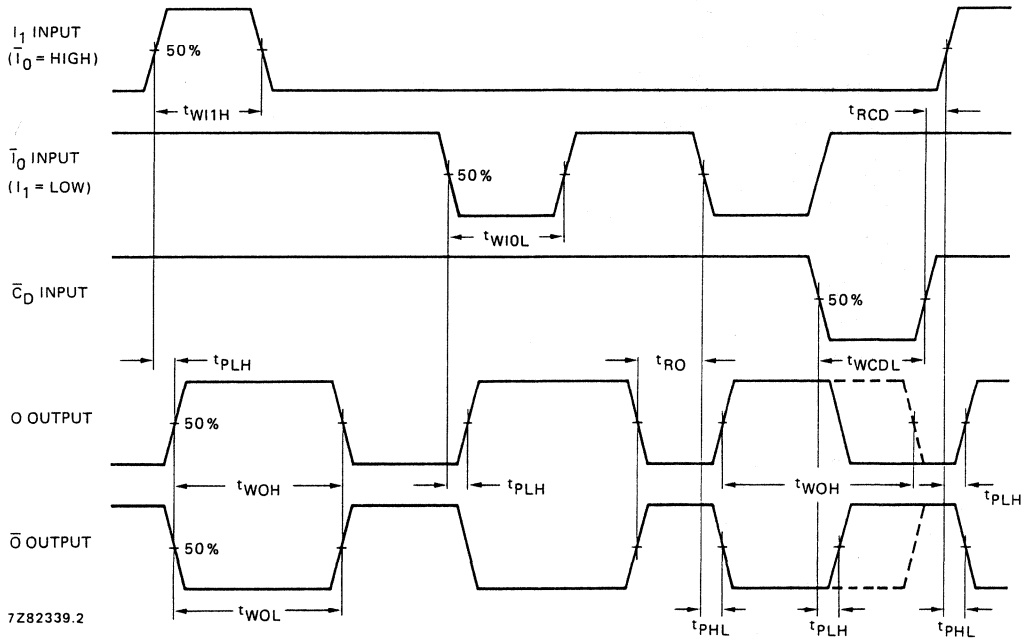 I₁ INPUT
(Ī₀ = HIGH)
50%
tWI1H
tRCD
Ī₀ INPUT
(I₁ = LOW)
50%
tWI0L
C̄D INPUT
50%
tPLH
tRO
tWCDL
O OUTPUT
50%
tWOH
tPLH
tWOH
tPLH
Ō OUTPUT
50%
tWOL
tPHL
tPLH
tPHL
7Z82339.2